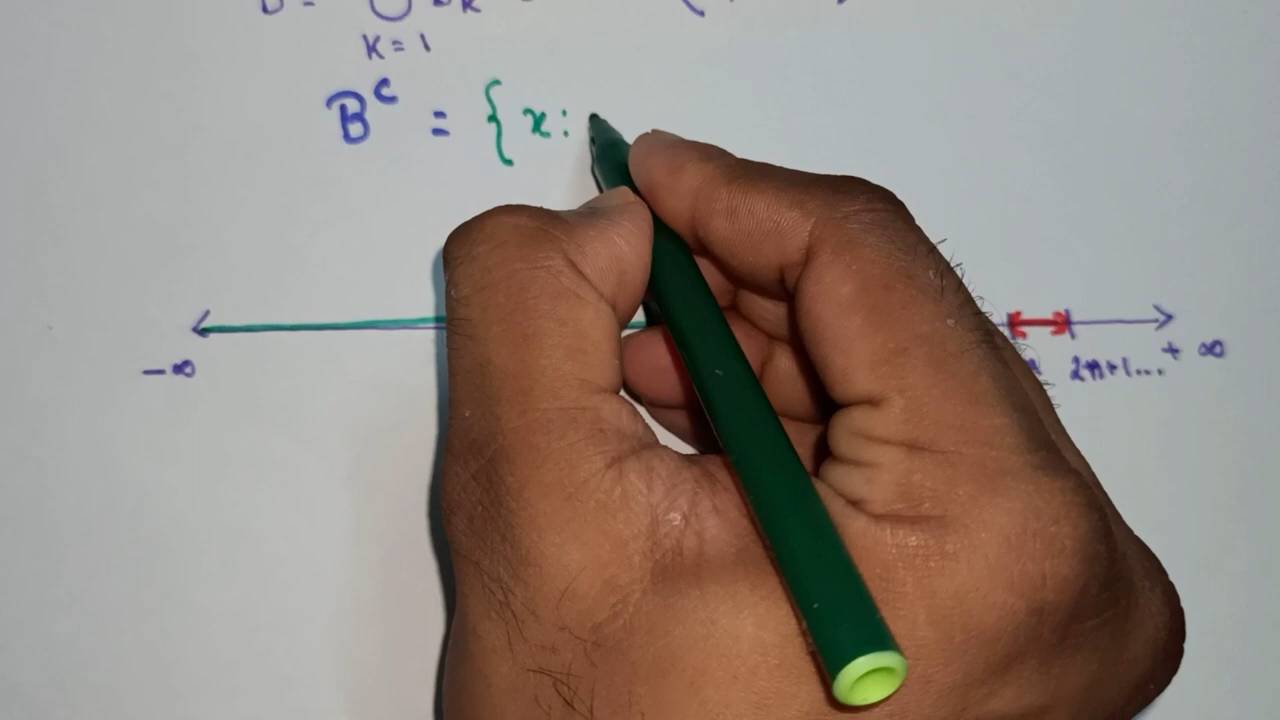 K = 1
B^c = { x :
-∞ 2n+1... + ∞